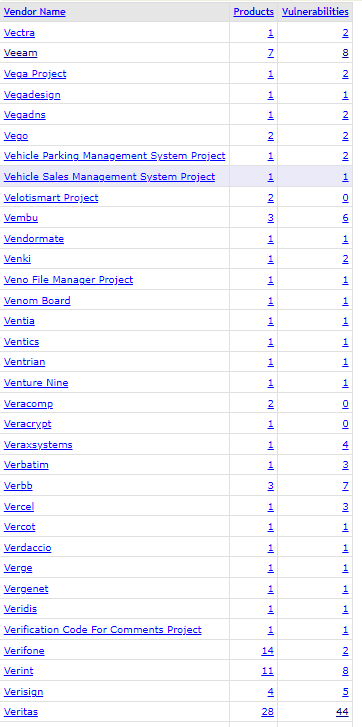 Vendor Name Products Vulnerabilities
Vectra 1 2
Veeam 7 8
Vega Project 1 2
Vegadesign 1 1
Vegadns 1 2
Vego 2 2
Vehicle Parking Management System Project 1 2
Vehicle Sales Management System Project 1 1
Velotismart Project 2 0
Vembu 3 6
Vendormate 1 1
Venki 1 2
Veno File Manager Project 1 1
Venom Board 1 1
Ventia 1 1
Ventics 1 1
Ventrian 1 1
Venture Nine 1 1
Veracomp 2 0
Veracrypt 1 0
Veraxsystems 1 4
Verbatim 1 3
Verbb 3 7
Vercel 1 3
Vercot 1 1
Verdaccio 1 1
Verge 1 1
Vergenet 1 1
Veridis 1 1
Verification Code For Comments Project 1 1
Verifone 14 2
Verint 11 8
Verisign 4 5
Veritas 28 44